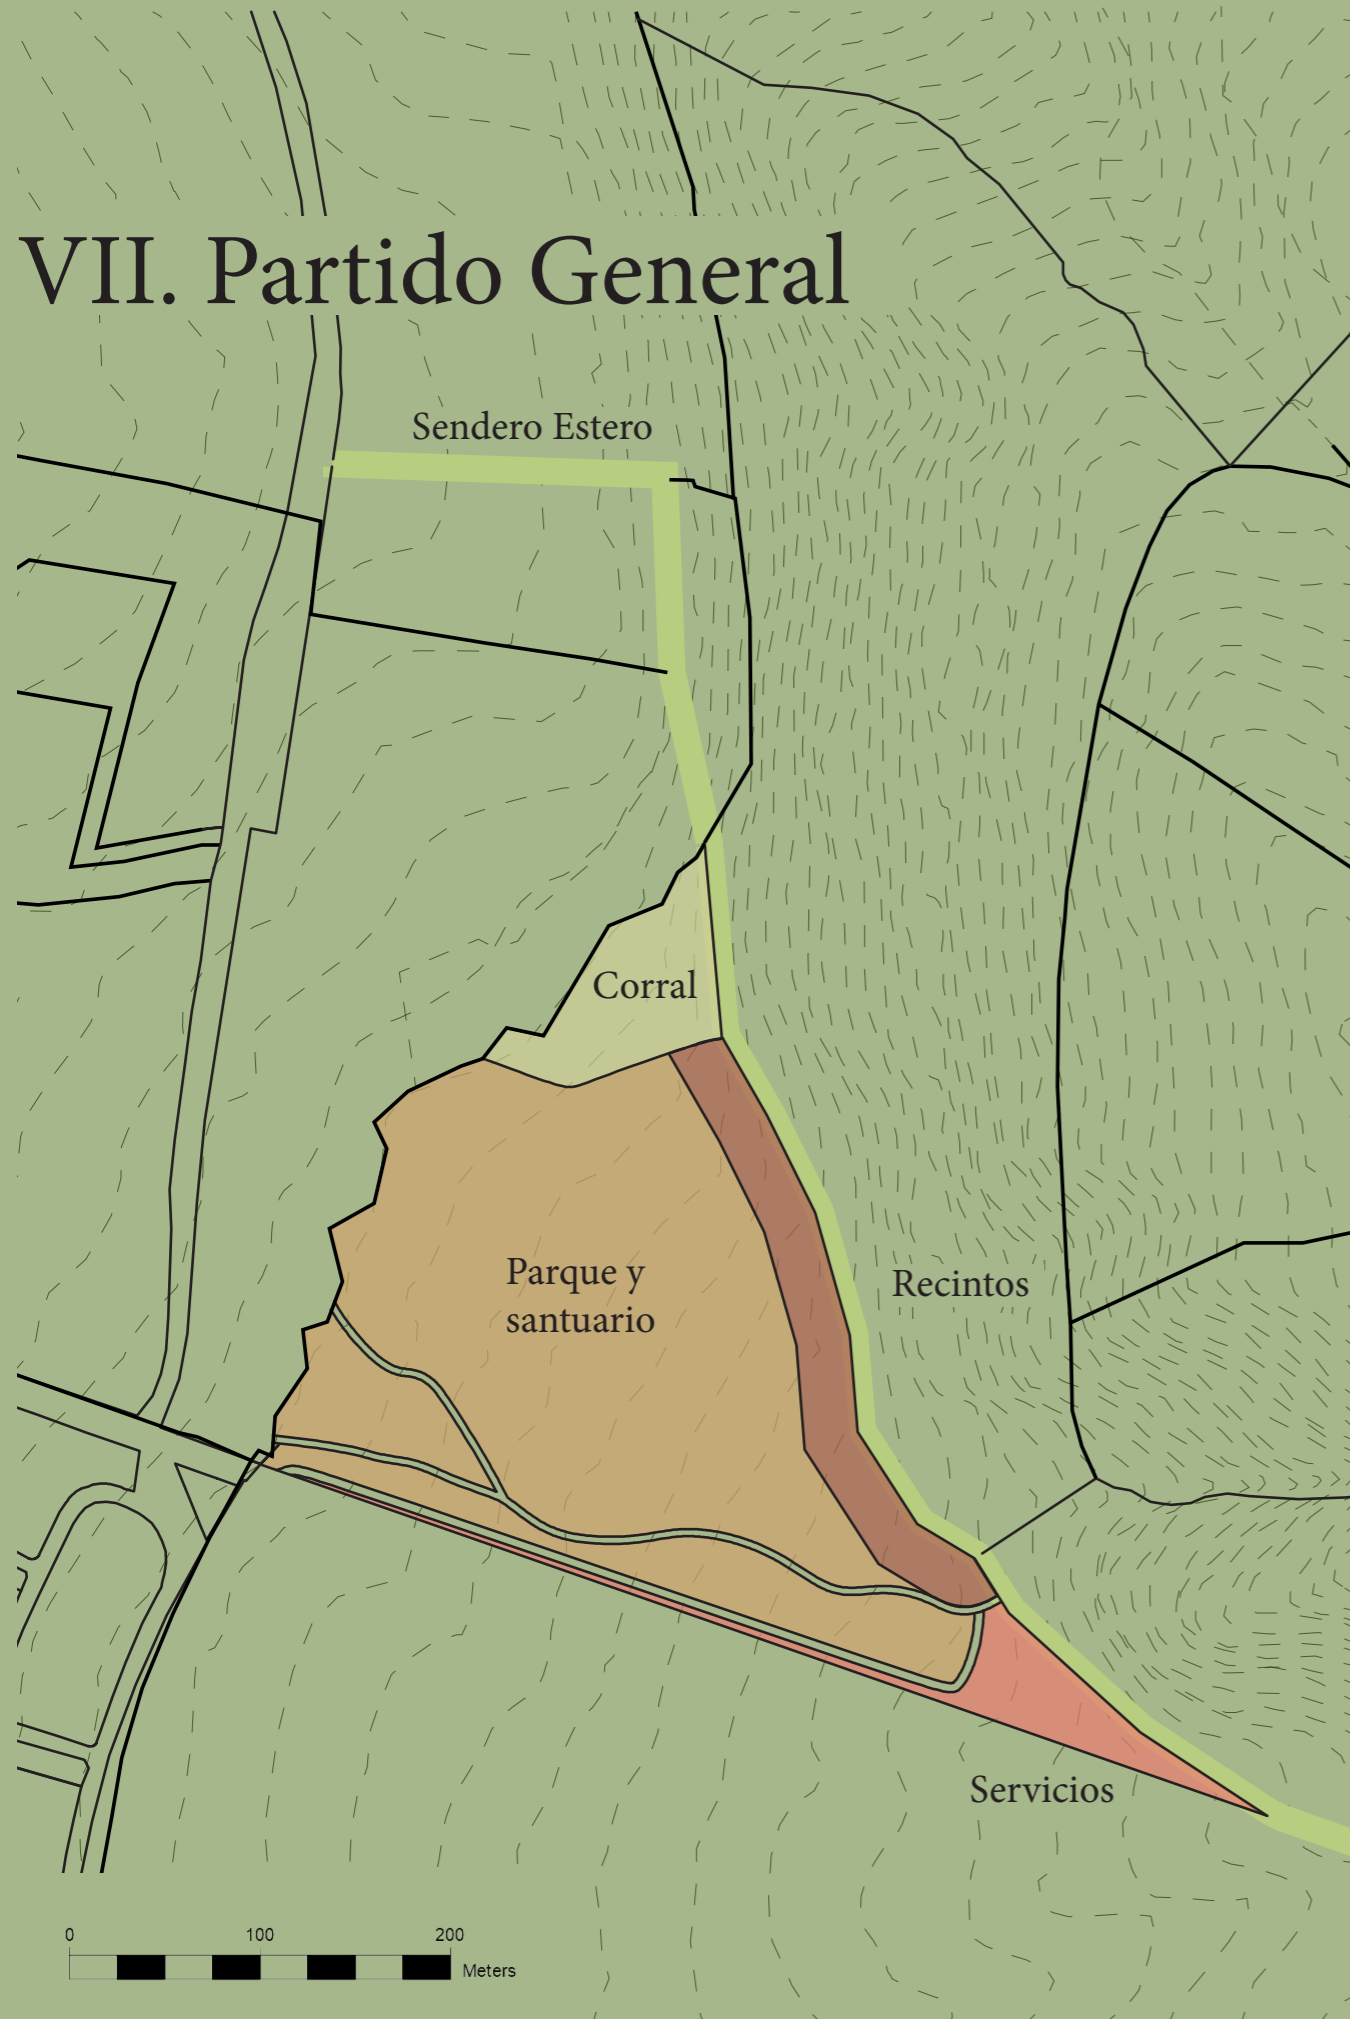 VII. Partido General
Sendero Estero
Corral
Parque y
santuario
Recintos
Servicios
0 100 200
Meters